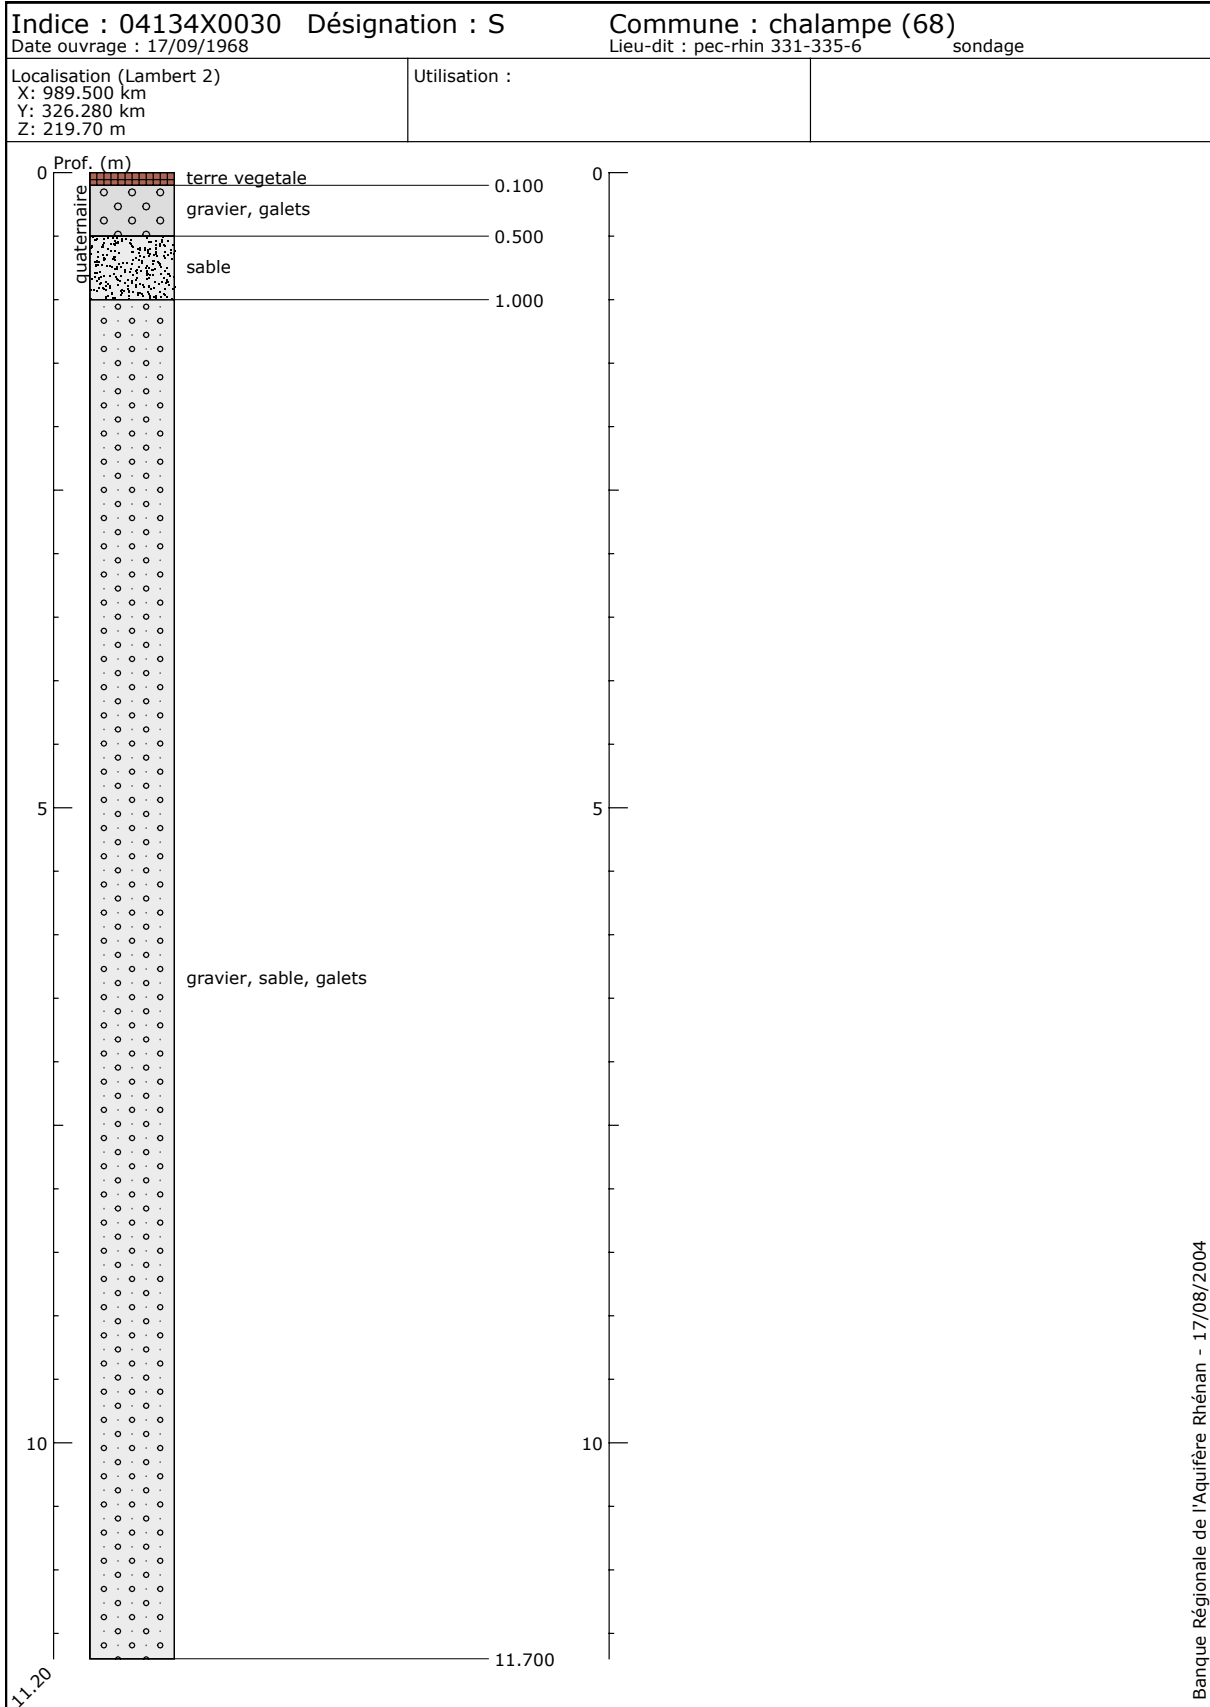 Indice : 04134X0030 Désignation : S Commune : chalampe (68)
Date ouvrage : 17/09/1968 Lieu-dit : pec-rhin 331-335-6 sondage
Localisation (Lambert 2) Utilisation :
X: 989.500 km
Y: 326.280 km
Z: 219.70 m
Prof. (m)
0 terre vegetale 0.100 0
quaternaire
gravier, galets
0.500
sable
1.000
5 5
gravier, sable, galets
10 10
11.700
11.20
Banque Régionale de l'Aquifère Rhénan - 17/08/2004